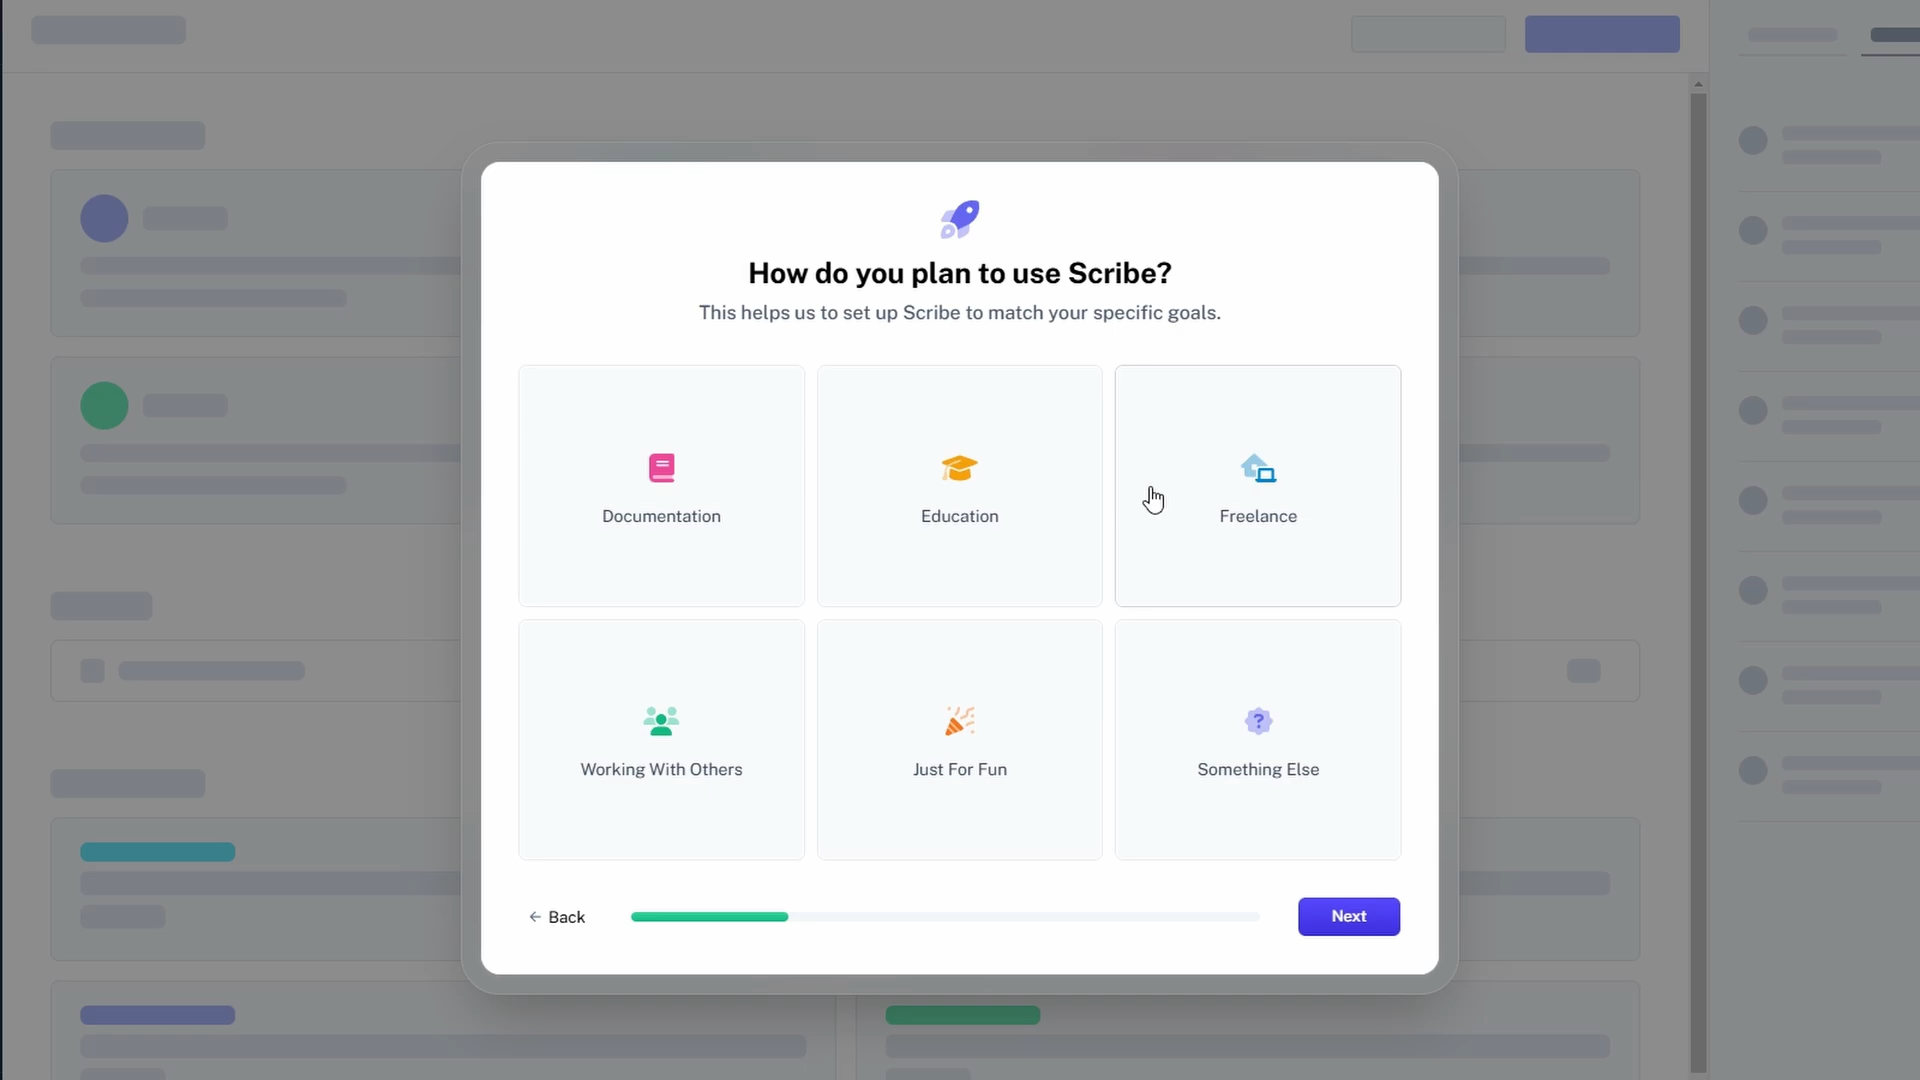 How do you plan to use Scribe?
This helps us to set up Scribe to match your specific goals.
Documentation
Education
Freelance
Working With Others
Just For Fun
?
Something Else
Back
Next